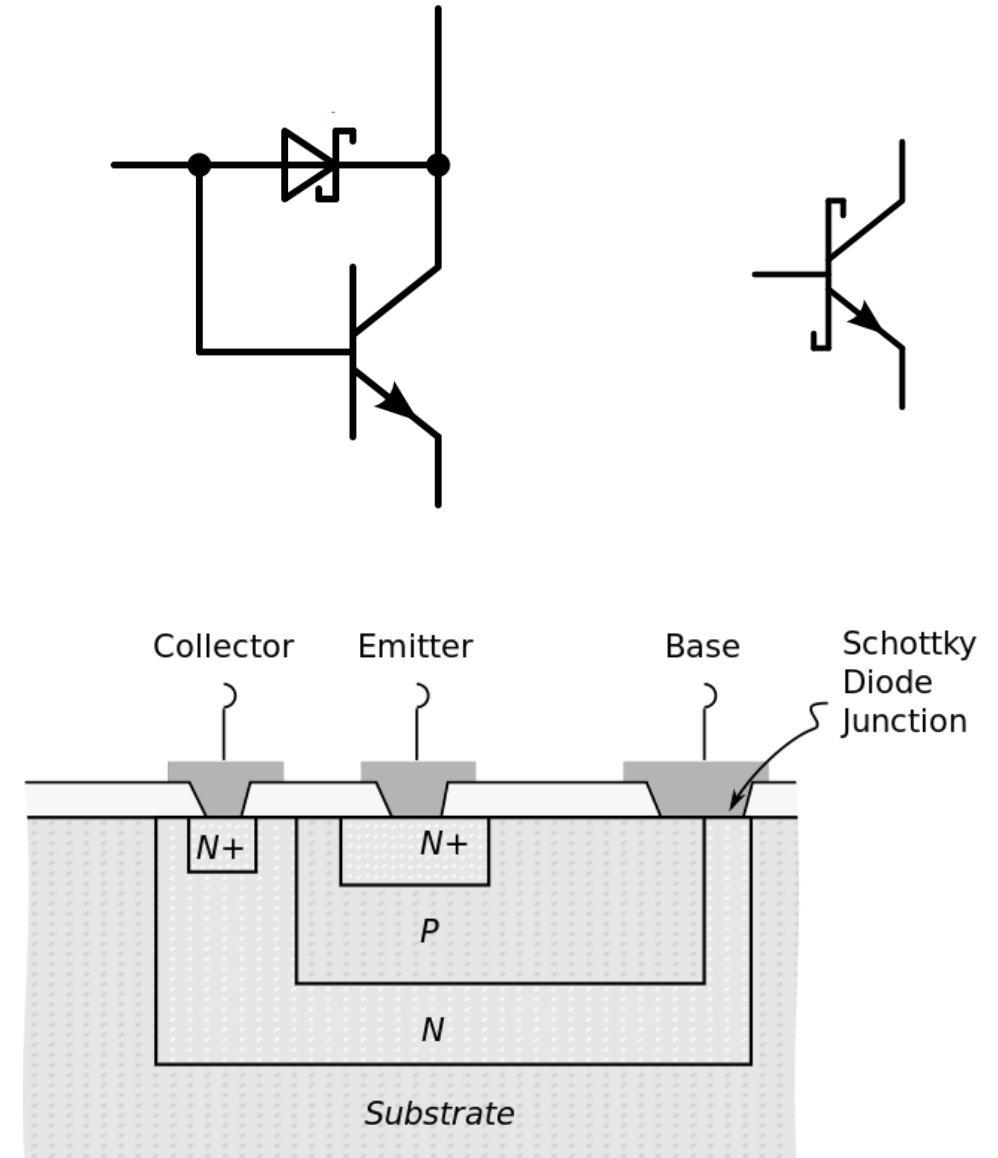 Collector
Emitter
Base
Schottky
Diode
Junction
N+
N+
P
N
Substrate